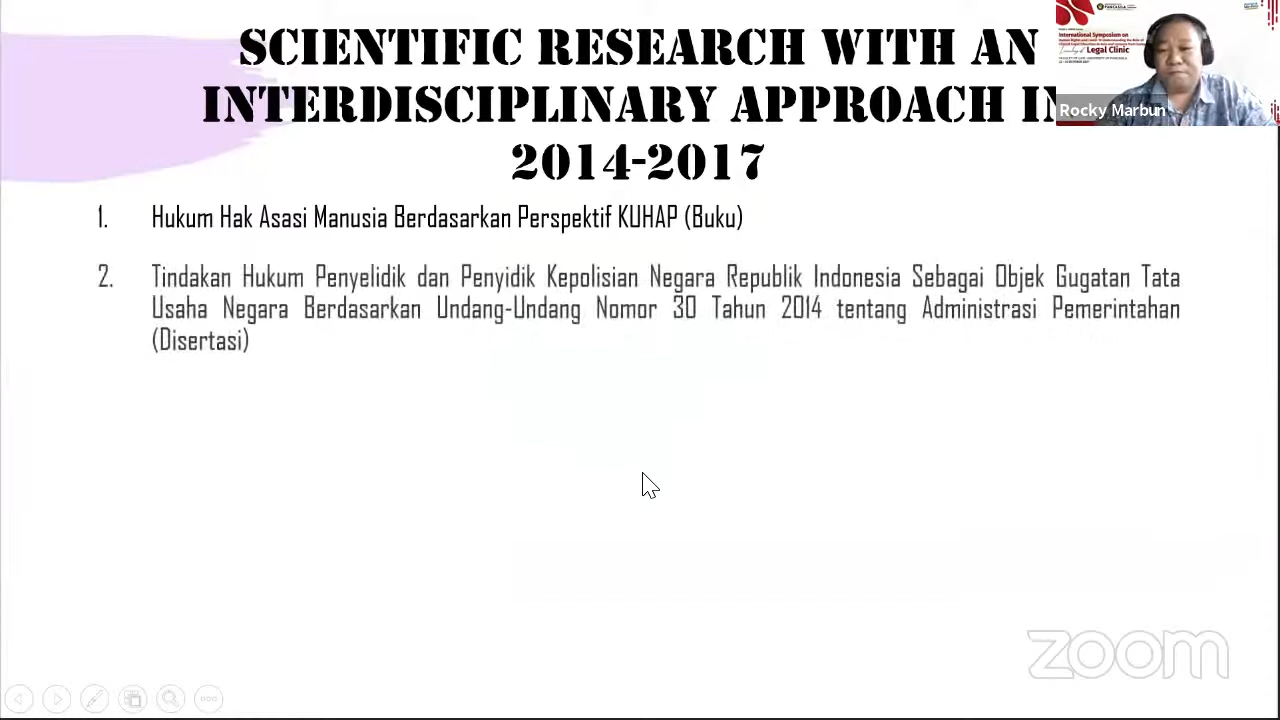 SCIENTIFIC RESEARCH WITH AN
INTERDISCIPLINARY APPROACH IN
2014-2017
1. Hukum Hak Asasi Manusia Berdasarkan Perspektif KUHAP (Buku)
2. Tindakan Hukum Penyelidik dan Penyidik Kepolisian Negara Republik Indonesia Sebagai Objek Gugatan Tata
Usaha Negara Berdasarkan Undang-Undang Nomor 30 Tahun 2014 tentang Administrasi Pemerintahan
(Disertasi)
International Symposium on
Legal Clinic
Rocky Marbun
zoom